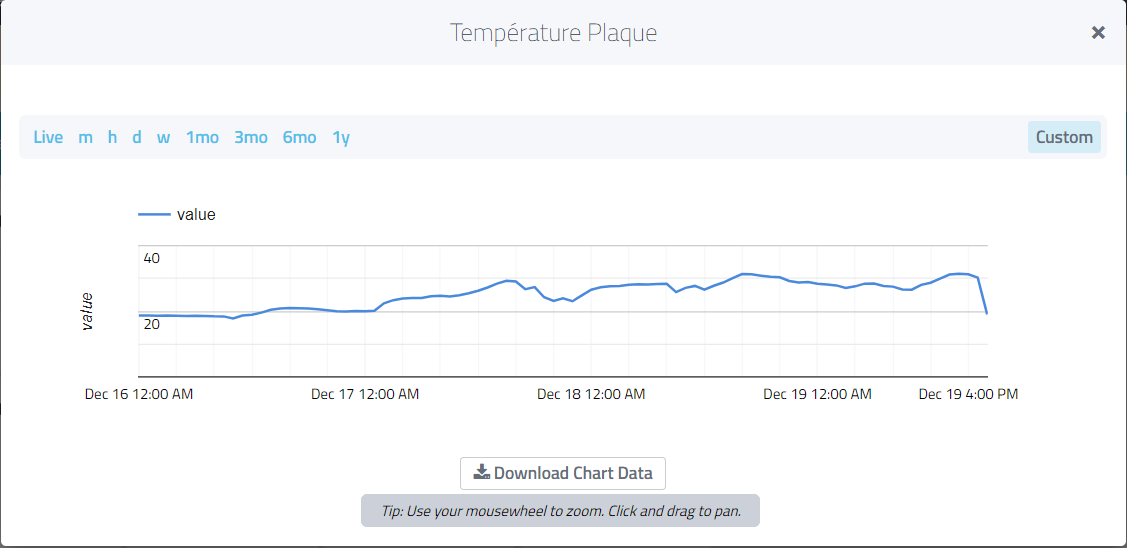 Température Plaque
Live m h d w 1mo 3mo 6mo 1y Custom
value
40
value
20
Dec 16 12:00 AM Dec 17 12:00 AM Dec 18 12:00 AM Dec 19 12:00 AM Dec 19 4:00 PM
Download Chart Data
Tip: Use your mousewheel to zoom. Click and drag to pan.